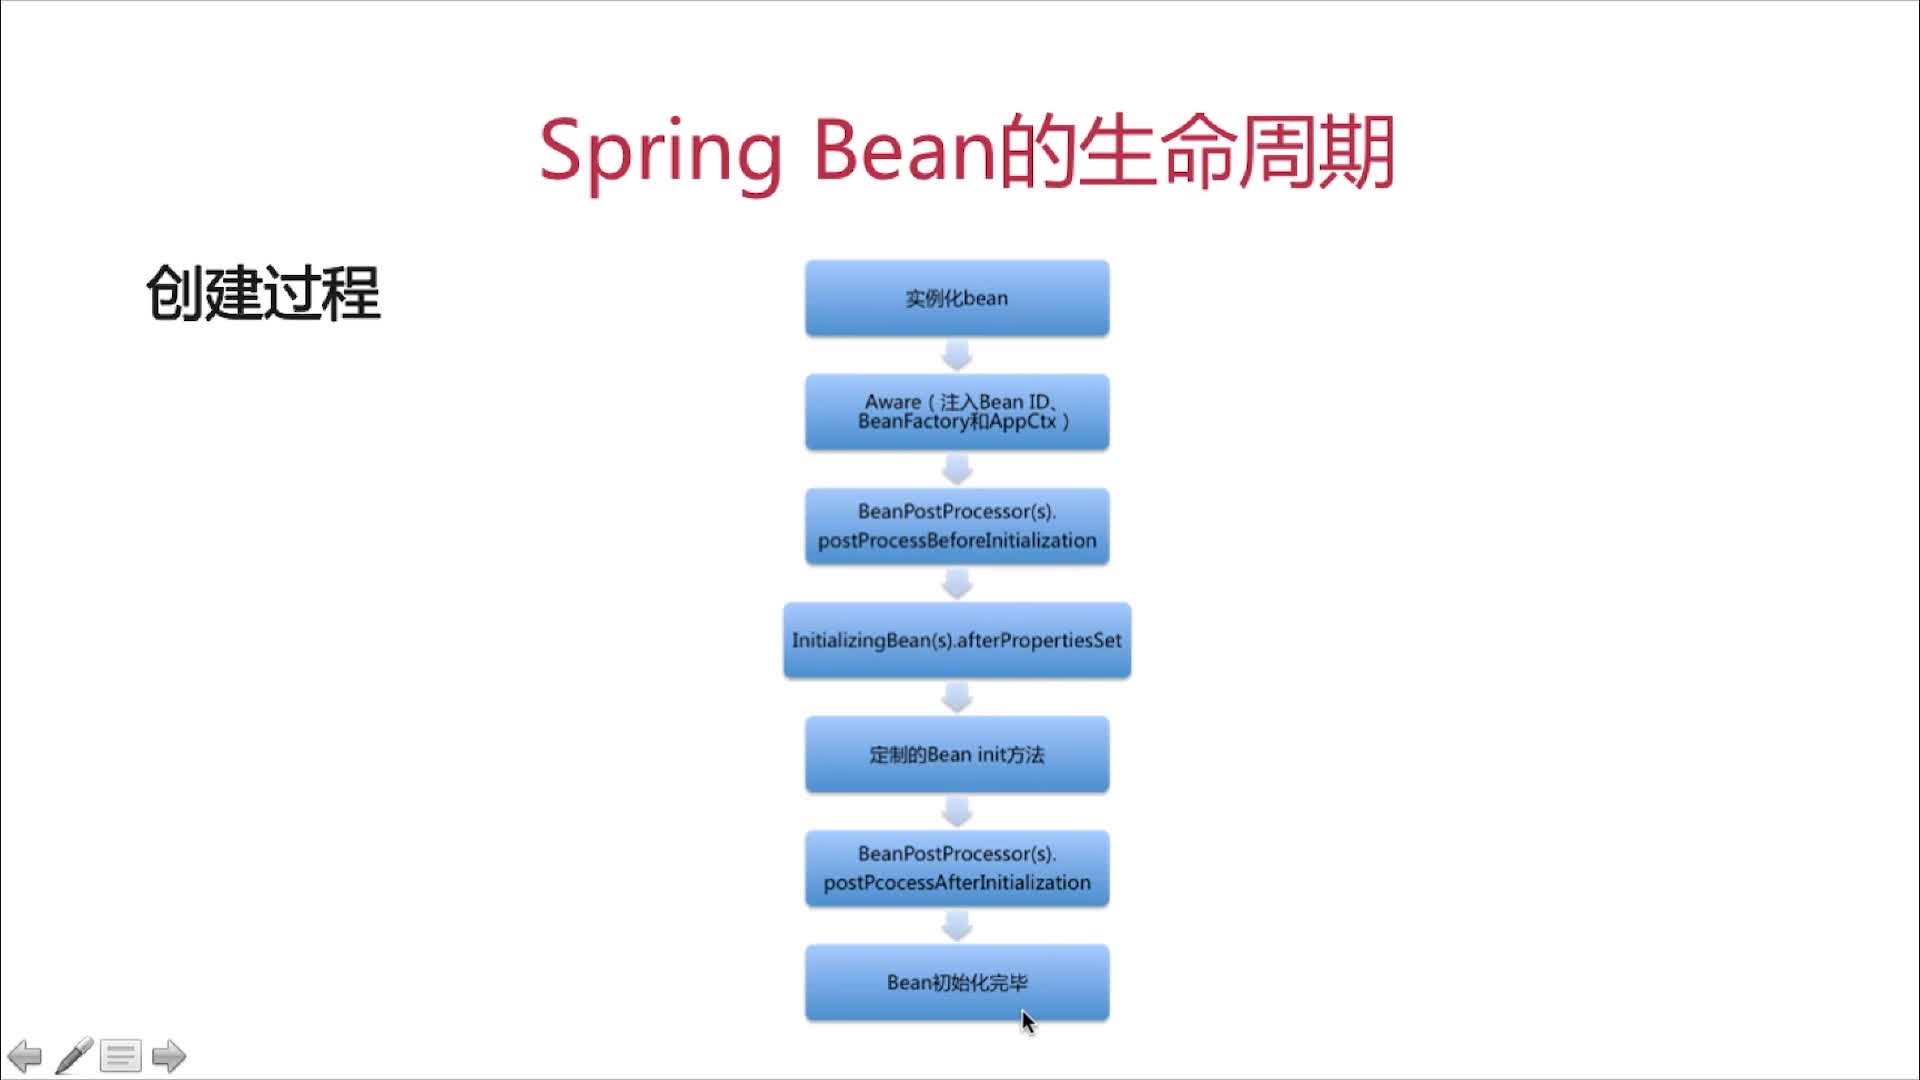 Spring Bean的生命周期
创建过程
实例化bean
Aware（注入Bean ID、
BeanFactory和AppCtx）
BeanPostProcessor(s).
postProcessBeforeInitialization
InitializingBean(s).afterPropertiesSet
定制的Bean init方法
BeanPostProcessor(s).
postPcocessAfterInitialization
Bean初始化完毕